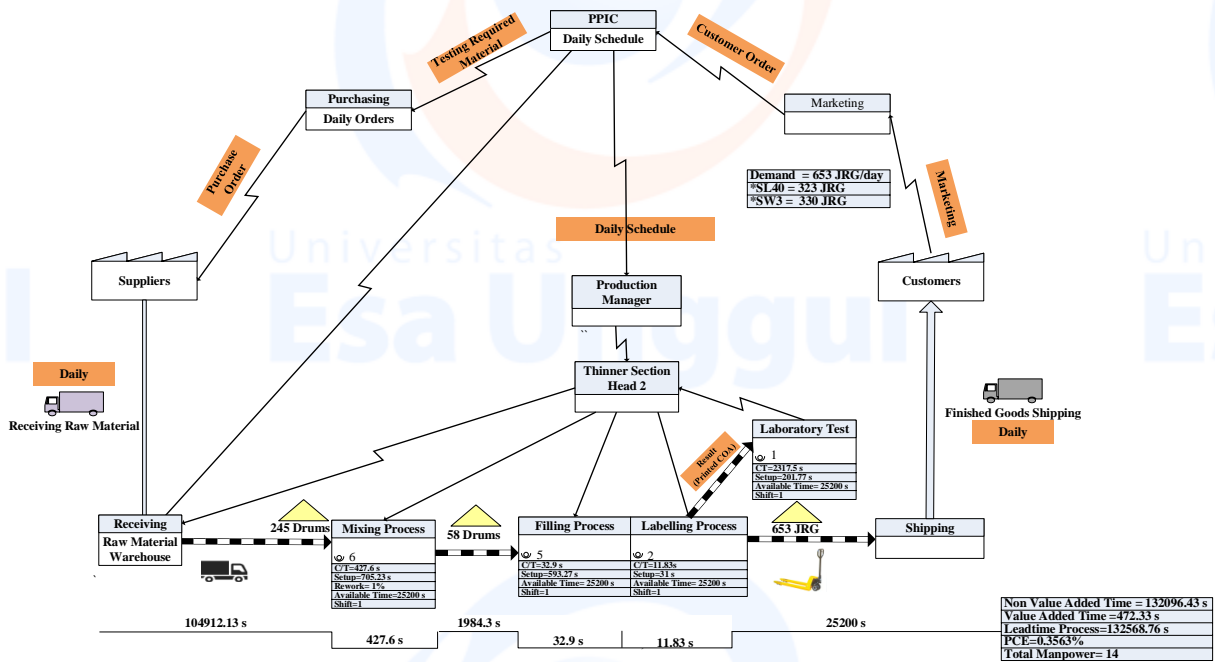 PPIC
Daily Schedule
Testing Required
Material
Customer Order
Purchasing
Daily Orders
Marketing
Purchase
Order
Demand = 653 JRG/day
*SL40 = 323 JRG
*SW3 = 330 JRG
Marketing
Daily Schedule
Universitas
Esa Unggul
Un
Es
Suppliers
Customers
Production
Manager
``
Thinner Section
Head 2
Daily
Receiving Raw Material
Finished Goods Shipping
Daily
Laboratory Test
1
CT=2317.5 s
Setup=201.77 s
Available Time= 25200 s
Shift=1
Result
(Printed COA)
245 Drums
58 Drums
653 JRG
Receiving
Raw Material
Warehouse
`
Mixing Process
6
C/T=427.6 s
Setup=705.23 s
Rework= 1%
Available Time=25200 s
Shift=1
Filling Process
5
C/T=32.9 s
Setup=593.27 s
Available Time= 25200 s
Shift=1
Labelling Process
2
C/T=11.83s
Setup=31 s
Available Time= 25200 s
Shift=1
Shipping
104912.13 s
427.6 s
1984.3 s
32.9 s
11.83 s
25200 s
Non Value Added Time = 132096.43 s
Value Added Time =472.33 s
Leadtime Process=132568.76 s
PCE=0.3563%
Total Manpower= 14